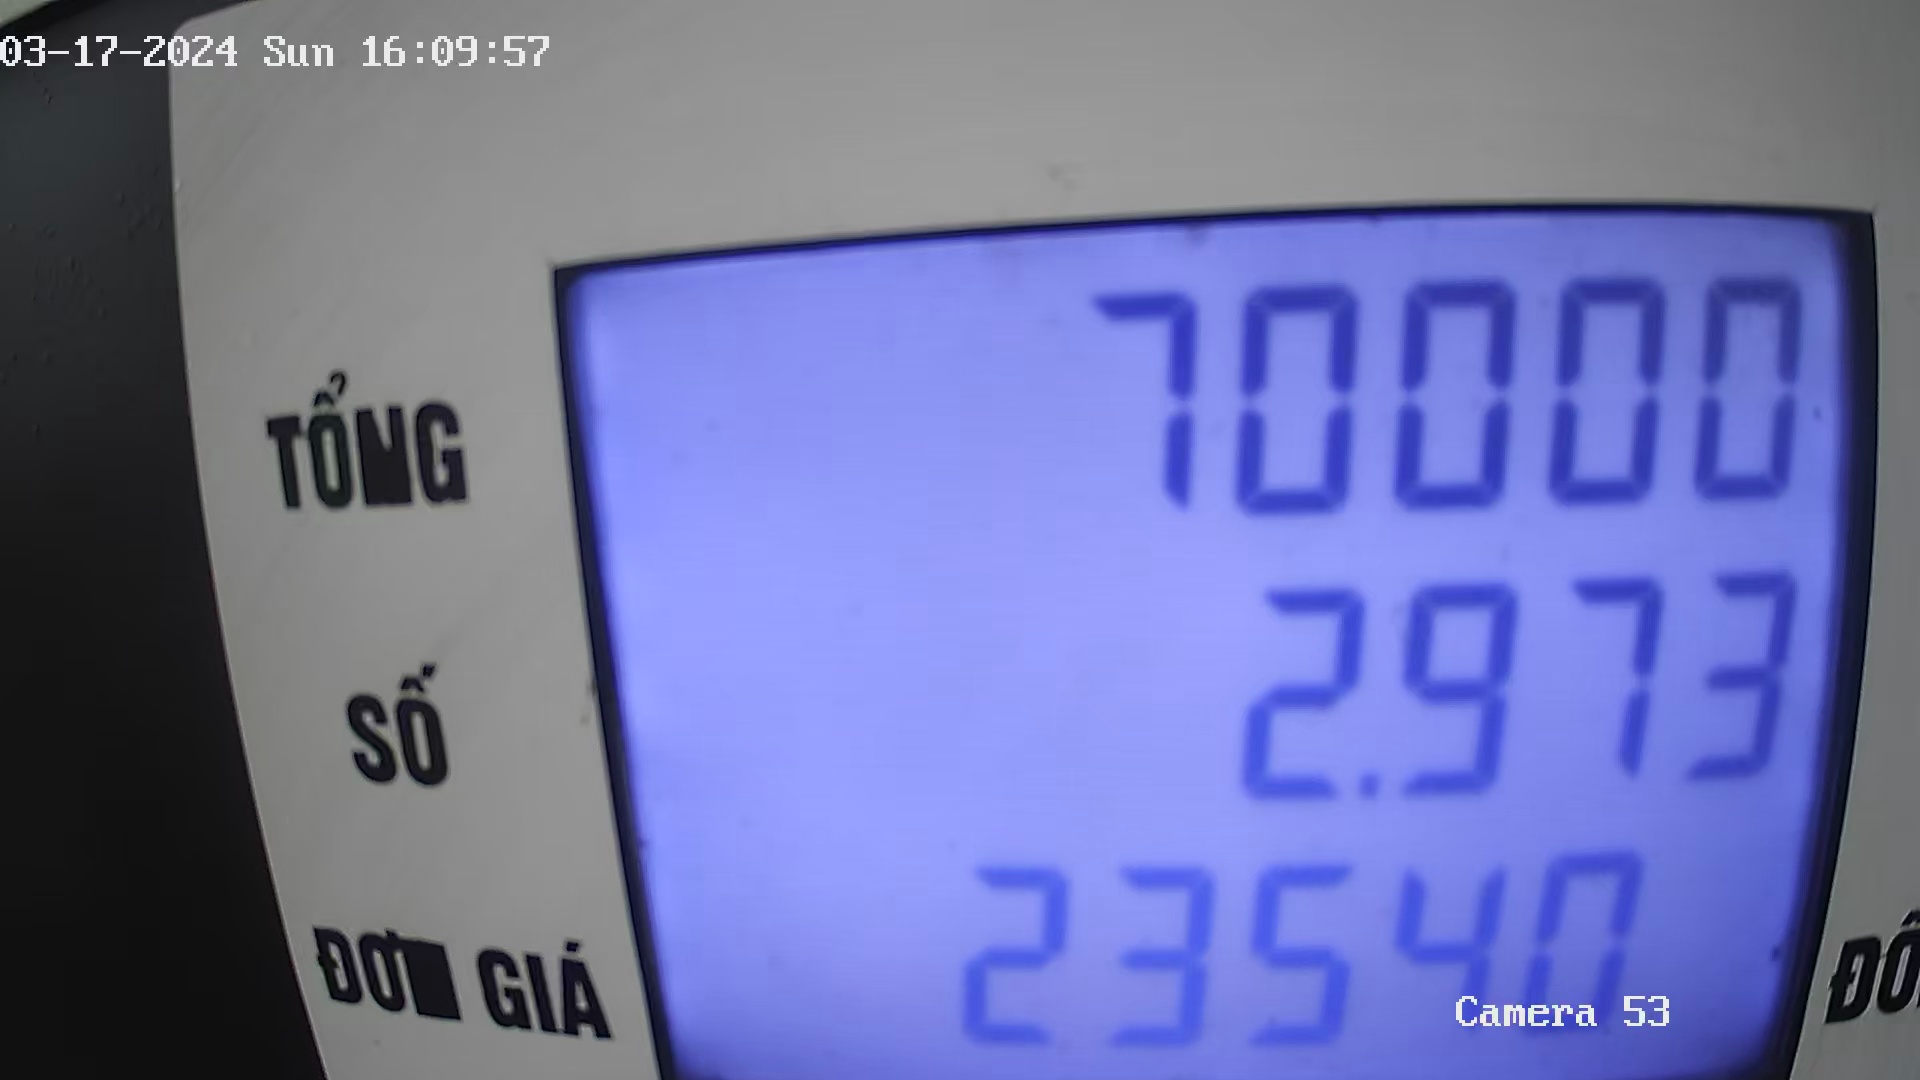 03-17-2024 Sun 16:09:57
TỔNG 70000
SỐ 2.973
ĐƠN GIÁ 23540
Camera 53